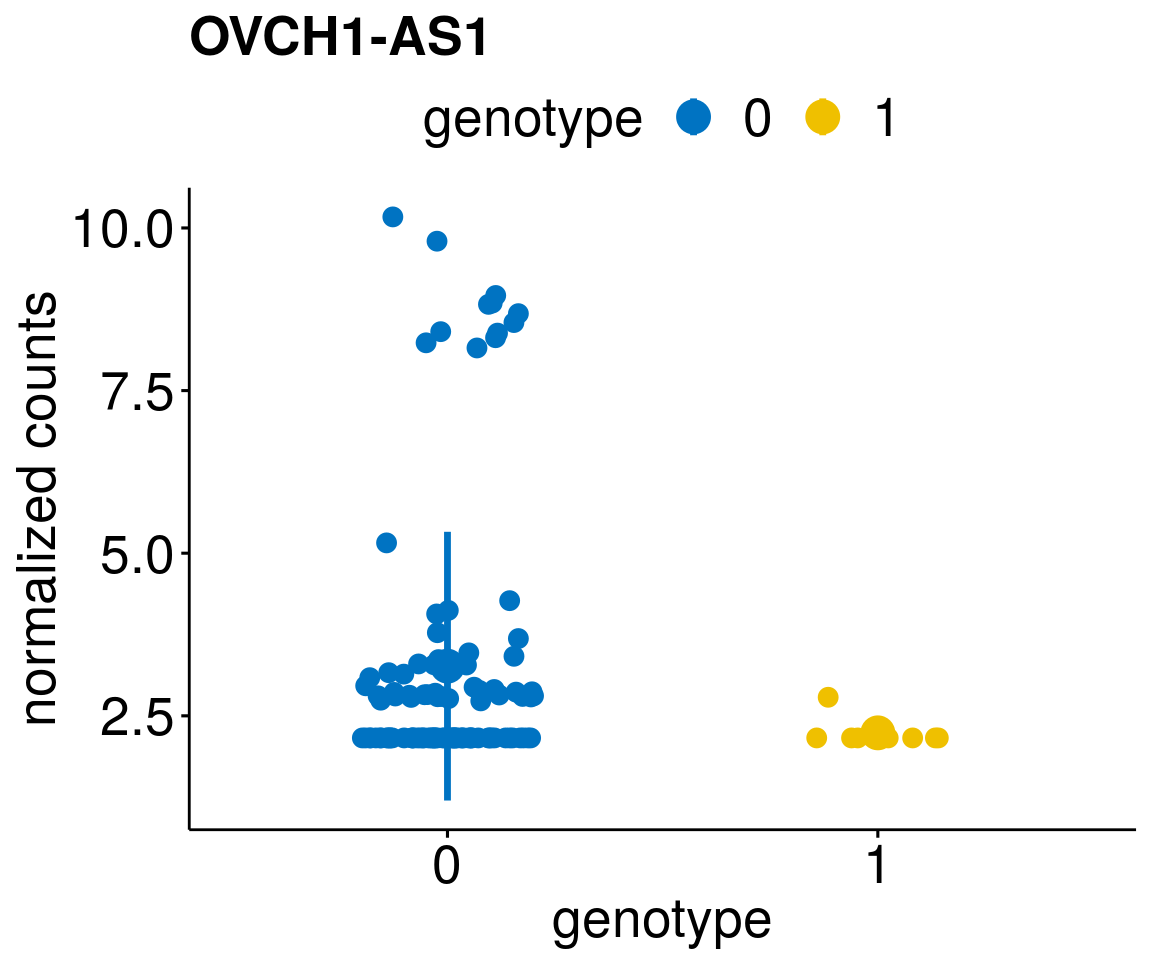 OVCH1-AS1
genotype 0 1
normalized counts
10.0
7.5
5.0
2.5
0 1
genotype